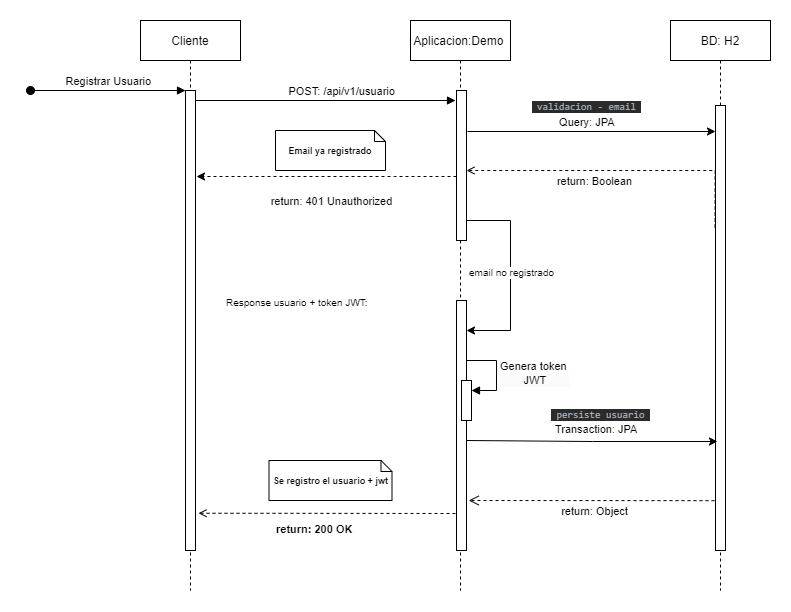 Cliente
Aplicacion:Demo
BD: H2
Registrar Usuario
POST: /api/v1/usuario
validacion - email
Query: JPA
Email ya registrado
return: Boolean
return: 401 Unauthorized
email no registrado
Response usuario + token JWT:
Genera token
JWT
persiste usuario
Transaction: JPA
Se registro el usuario + jwt
return: Object
return: 200 OK